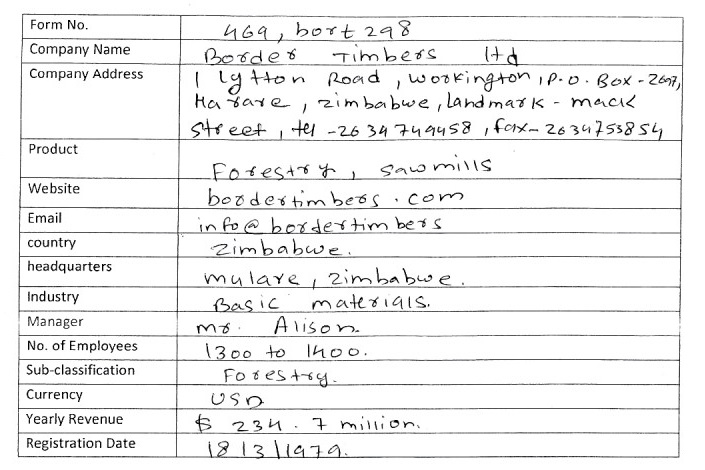 Form No. 469, bort 298
Company Name Border Timbers ltd
Company Address 1 Lytton Road, workington, P.O. Box - 2697,
Harare, zimbabwe, Landmark - mack
street, tel - 2634749458, fax - 2634753854
Product Forestry, sawmills
Website bordertimbers.com
Email info@bordertimbers
country Zimbabwe.
headquarters mulare, zimbabwe.
Industry Basic materials.
Manager mr. Alison.
No. of Employees 1300 to 1400.
Sub-classification Forestry.
Currency USD
Yearly Revenue $ 234.7 million.
Registration Date 18|3|1979.